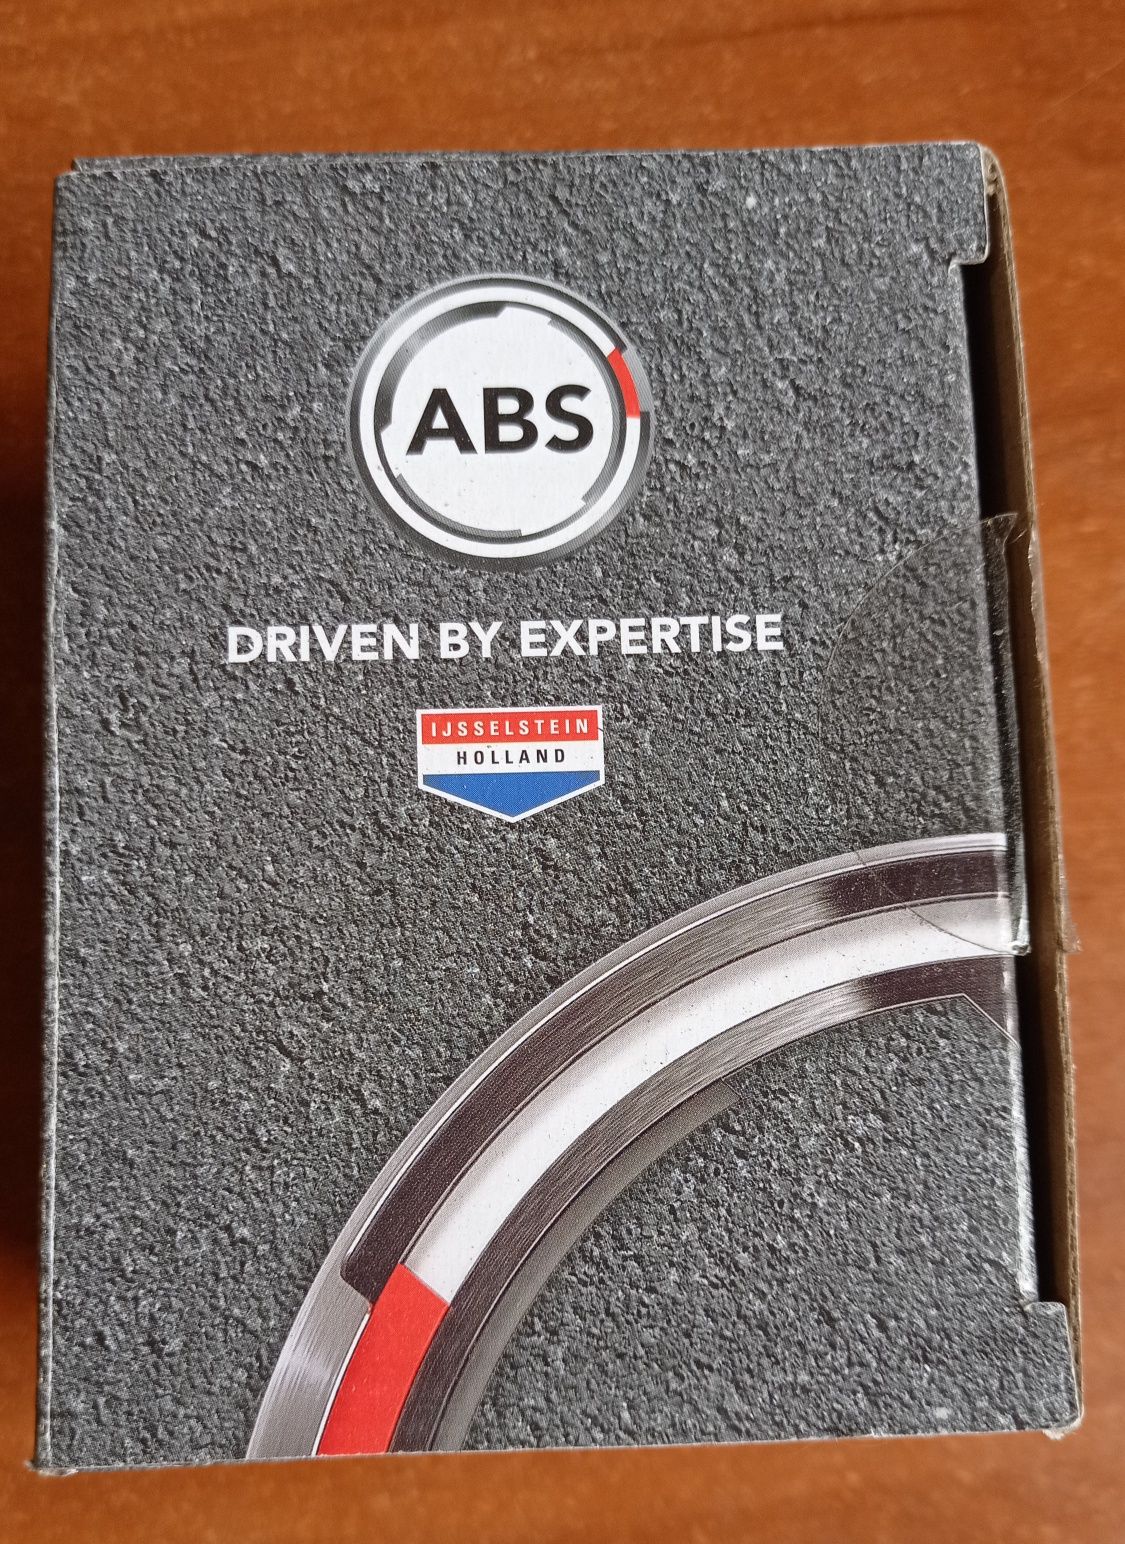 ABS
DRIVEN BY EXPERTISE
IJSSELSTEIN
HOLLAND